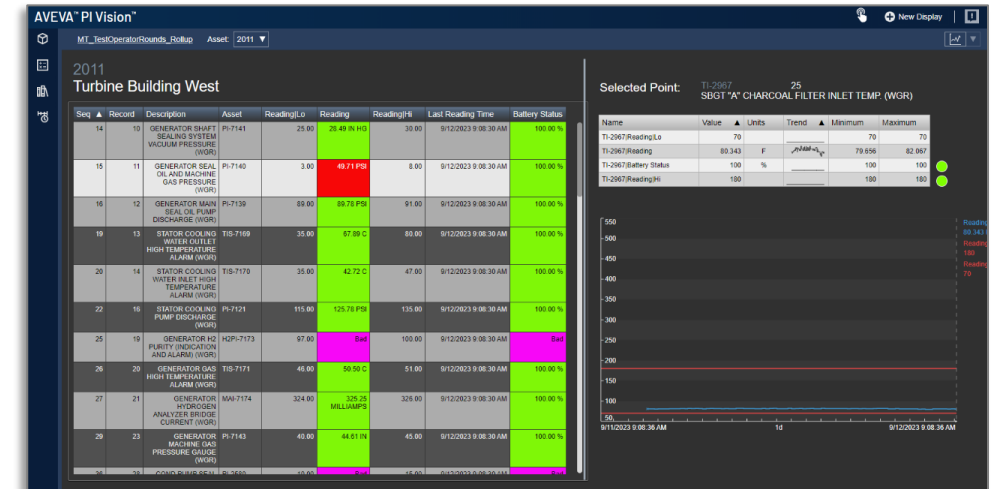 AVEVA™ PI Vision™
New Display
MT_TestOperatorRounds_Rollup Asset: 2011 ▼
2011
Turbine Building West
Seq ▲ Record Description Asset Reading|Lo Reading Reading|Hi Last Reading Time Battery Status
14 10 GENERATOR SHAFT SEALING SYSTEM VACUUM PRESSURE (WGR) PI-7141 25.00 28.49 IN HG 30.00 9/12/2023 9:08:30 AM 100.00 %
15 11 GENERATOR SEAL OIL AND MACHINE GAS PRESSURE (WGR) PI-7140 3.00 49.71 PSI 8.00 9/12/2023 9:08:30 AM 100.00 %
16 12 GENERATOR MAIN SEAL OIL PUMP DISCHARGE (WGR) PI-7139 89.00 89.78 PSI 91.00 9/12/2023 9:08:30 AM 100.00 %
19 13 STATOR COOLING WATER OUTLET HIGH TEMPERATURE ALARM (WGR) TIS-7169 35.00 67.89 C 80.00 9/12/2023 9:08:30 AM 100.00 %
20 14 STATOR COOLING WATER INLET HIGH TEMPERATURE ALARM (WGR) TIS-7170 35.00 42.72 C 47.00 9/12/2023 9:08:30 AM 100.00 %
22 16 STATOR COOLING PUMP DISCHARGE (WGR) PI-7121 115.00 125.78 PSI 135.00 9/12/2023 9:08:30 AM 100.00 %
25 19 GENERATOR H2 PURITY (INDICATION AND ALARM) (WGR) H2PI-7173 97.00 Bad 100.00 9/12/2023 9:08:30 AM Bad
26 20 GENERATOR GAS HIGH TEMPERATURE ALARM (WGR) TIS-7171 46.00 50.50 C 51.00 9/12/2023 9:08:30 AM 100.00 %
27 21 GENERATOR HYDROGEN ANALYZER BRIDGE CURRENT (WGR) MAI-7174 324.00 325.25 MILLIAMPS 326.00 9/12/2023 9:08:30 AM 100.00 %
29 23 GENERATOR MACHINE GAS PRESSURE GAUGE (WGR) PI-7143 40.00 44.61 IN 45.00 9/12/2023 9:08:30 AM 100.00 %
Selected Point: TI-2967 25
SBGT "A" CHARCOAL FILTER INLET TEMP. (WGR)
Name Value ▲ Units Trend ▲ Minimum Maximum
TI-2967|Reading|Lo 70 70 70
TI-2967|Reading 80.343 F 79.656 82.067
TI-2967|Battery Status 100 % 100 100
TI-2967|Reading|Hi 180 180 180
550
500
450
400
350
300
250
200
150
100
50
9/11/2023 9:08:36 AM 1d 9/12/2023 9:08:36 AM
Reading
80.343
Reading
180
Reading
70